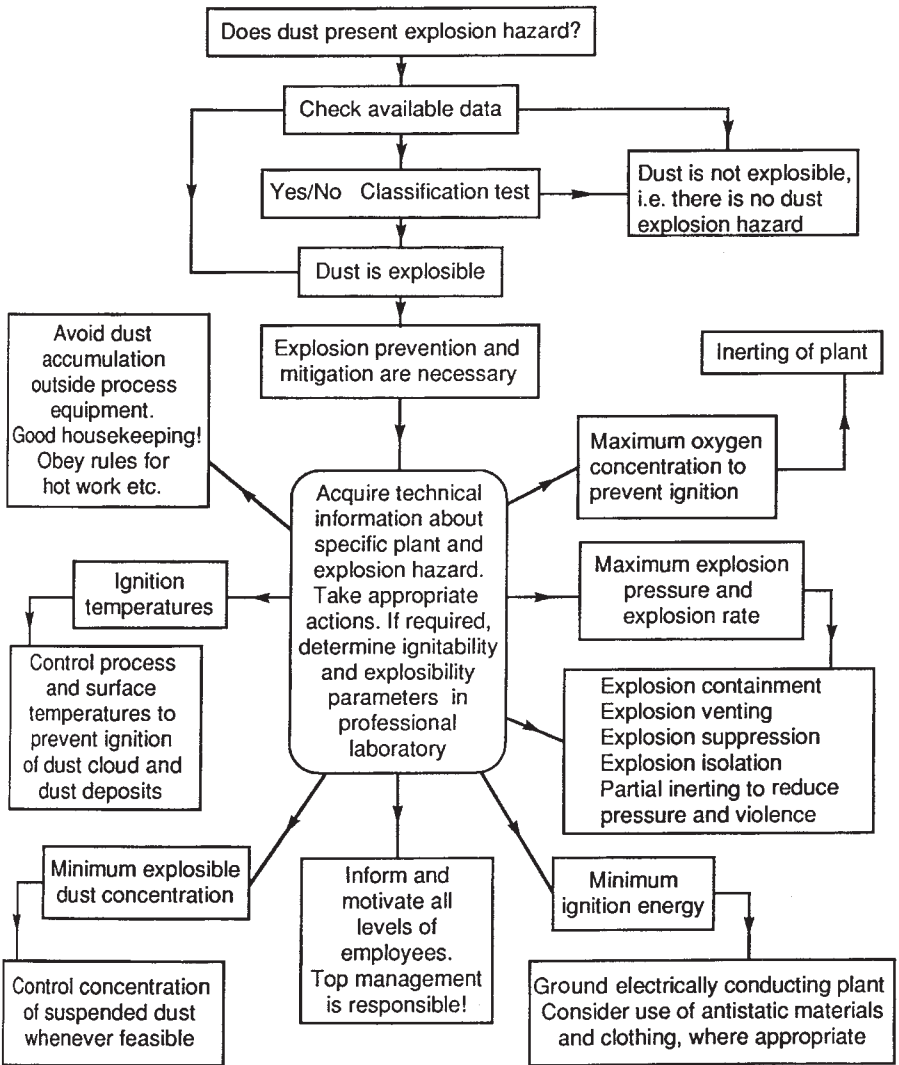 Does dust present explosion hazard?
Check available data
Yes/No Classification test
Dust is not explosible,
i.e. there is no dust
explosion hazard
Dust is explosible
Explosion prevention and
mitigation are necessary
Avoid dust
accumulation
outside process
equipment.
Good housekeeping!
Obey rules for
hot work etc.
Inerting of plant
Maximum oxygen
concentration to
prevent ignition
Acquire technical
information about
specific plant and
explosion hazard.
Take appropriate
actions. If required,
determine ignitability
and explosibility
parameters in
professional
laboratory
Ignition
temperatures
Maximum explosion
pressure and
explosion rate
Control process
and surface
temperatures to
prevent ignition
of dust cloud and
dust deposits
Explosion containment
Explosion venting
Explosion suppression
Explosion isolation
Partial inerting to reduce
pressure and violence
Minimum explosible
dust concentration
Inform and
motivate all
levels of
employees.
Top management
is responsible!
Minimum
ignition energy
Control concentration
of suspended dust
whenever feasible
Ground electrically conducting plant
Consider use of antistatic materials
and clothing, where appropriate